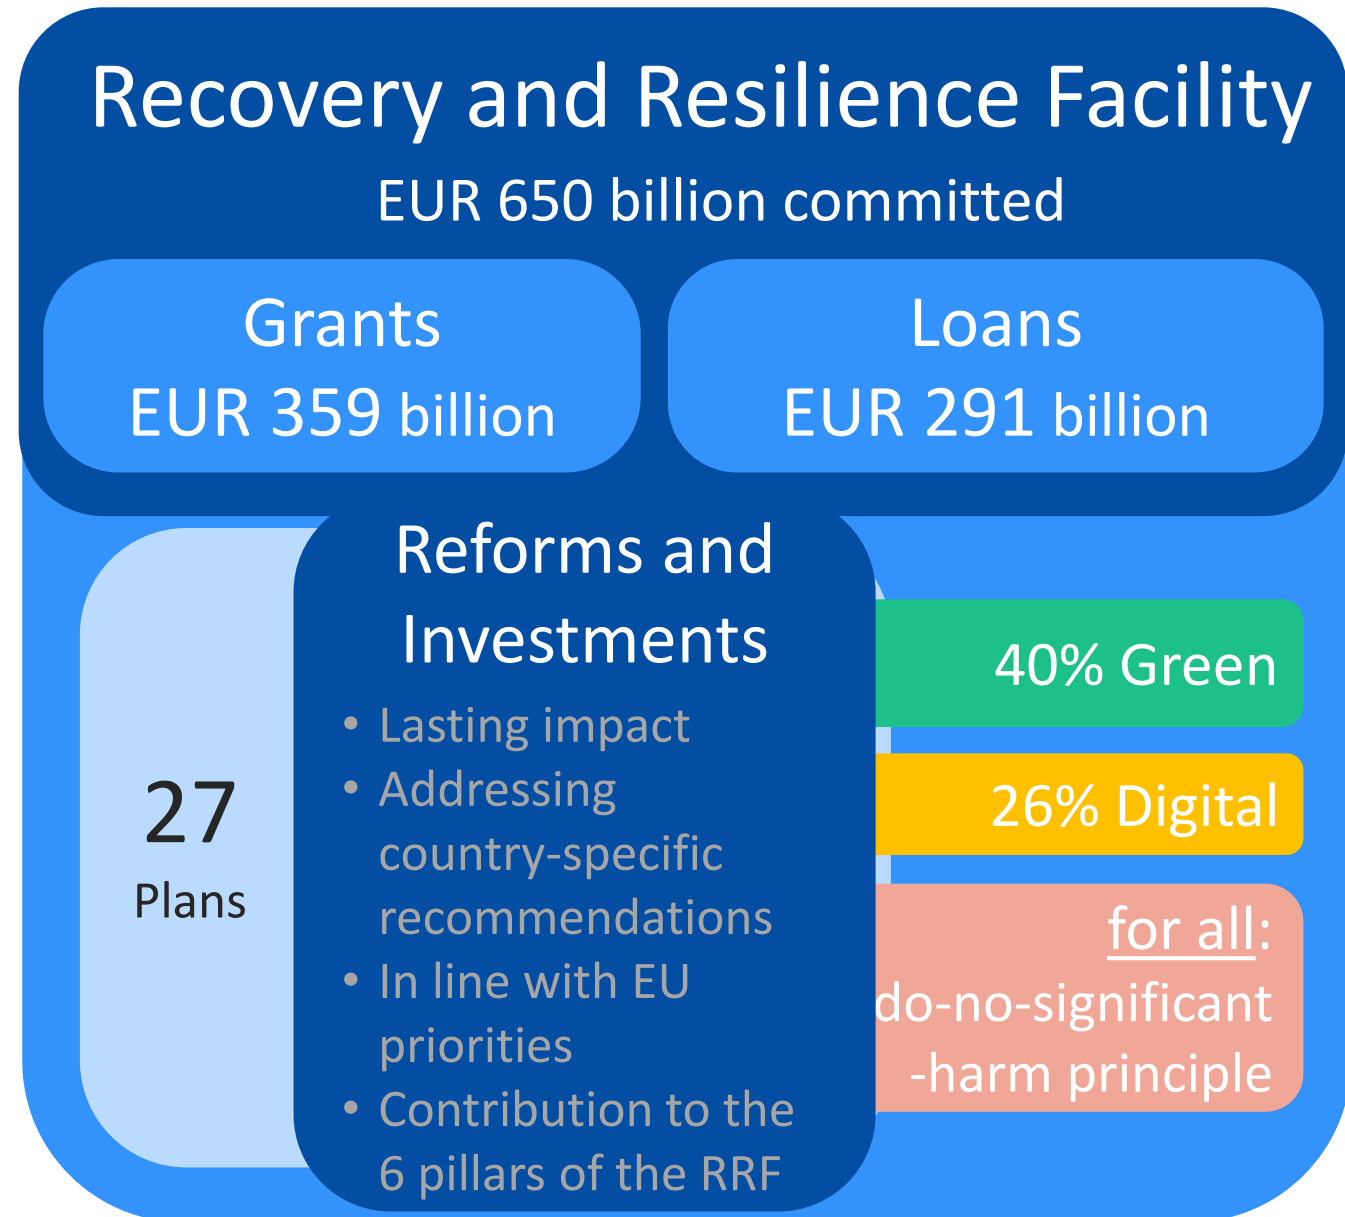 Recovery and Resilience Facility
EUR 650 billion committed
Grants
EUR 359 billion
Loans
EUR 291 billion
27
Plans
Reforms and
Investments
• Lasting impact
• Addressing
country-specific
recommendations
• In line with EU
priorities
• Contribution to the
6 pillars of the RRF
40% Green
26% Digital
for all:
do-no-significant
-harm principle